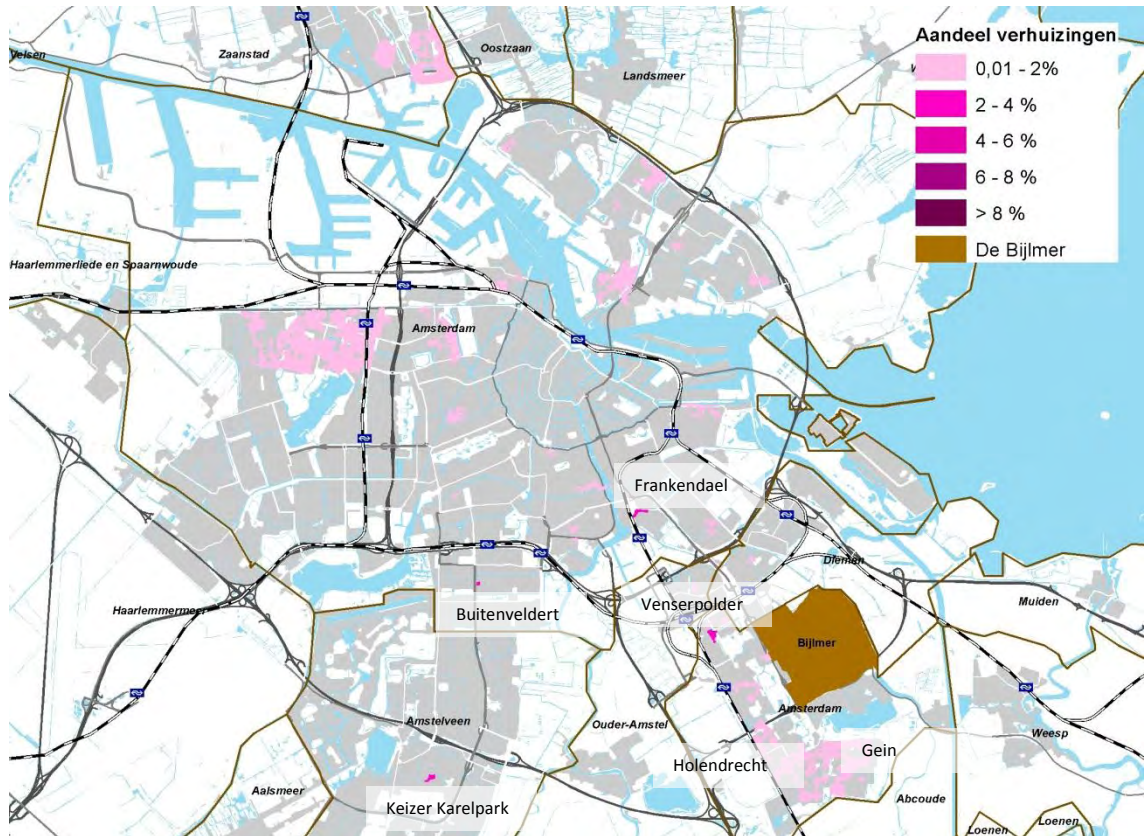 Aandeel verhuizingen
0,01 - 2%
2 - 4 %
4 - 6 %
6 - 8 %
> 8 %
De Bijlmer
Velsen
Zaanstad
Oostzaan
Landsmeer
Haarlemmerliede en Spaarnwoude
Amsterdam
Frankendael
Diemen
Buitenveldert
Venserpolder
Muiden
Haarlemmermeer
Bijlmer
Amstelveen
Ouder-Amstel
Amsterdam
Weesp
Holendrecht
Gein
Aalsmeer
Keizer Karelpark
Abcoude
Loenen
Loenen